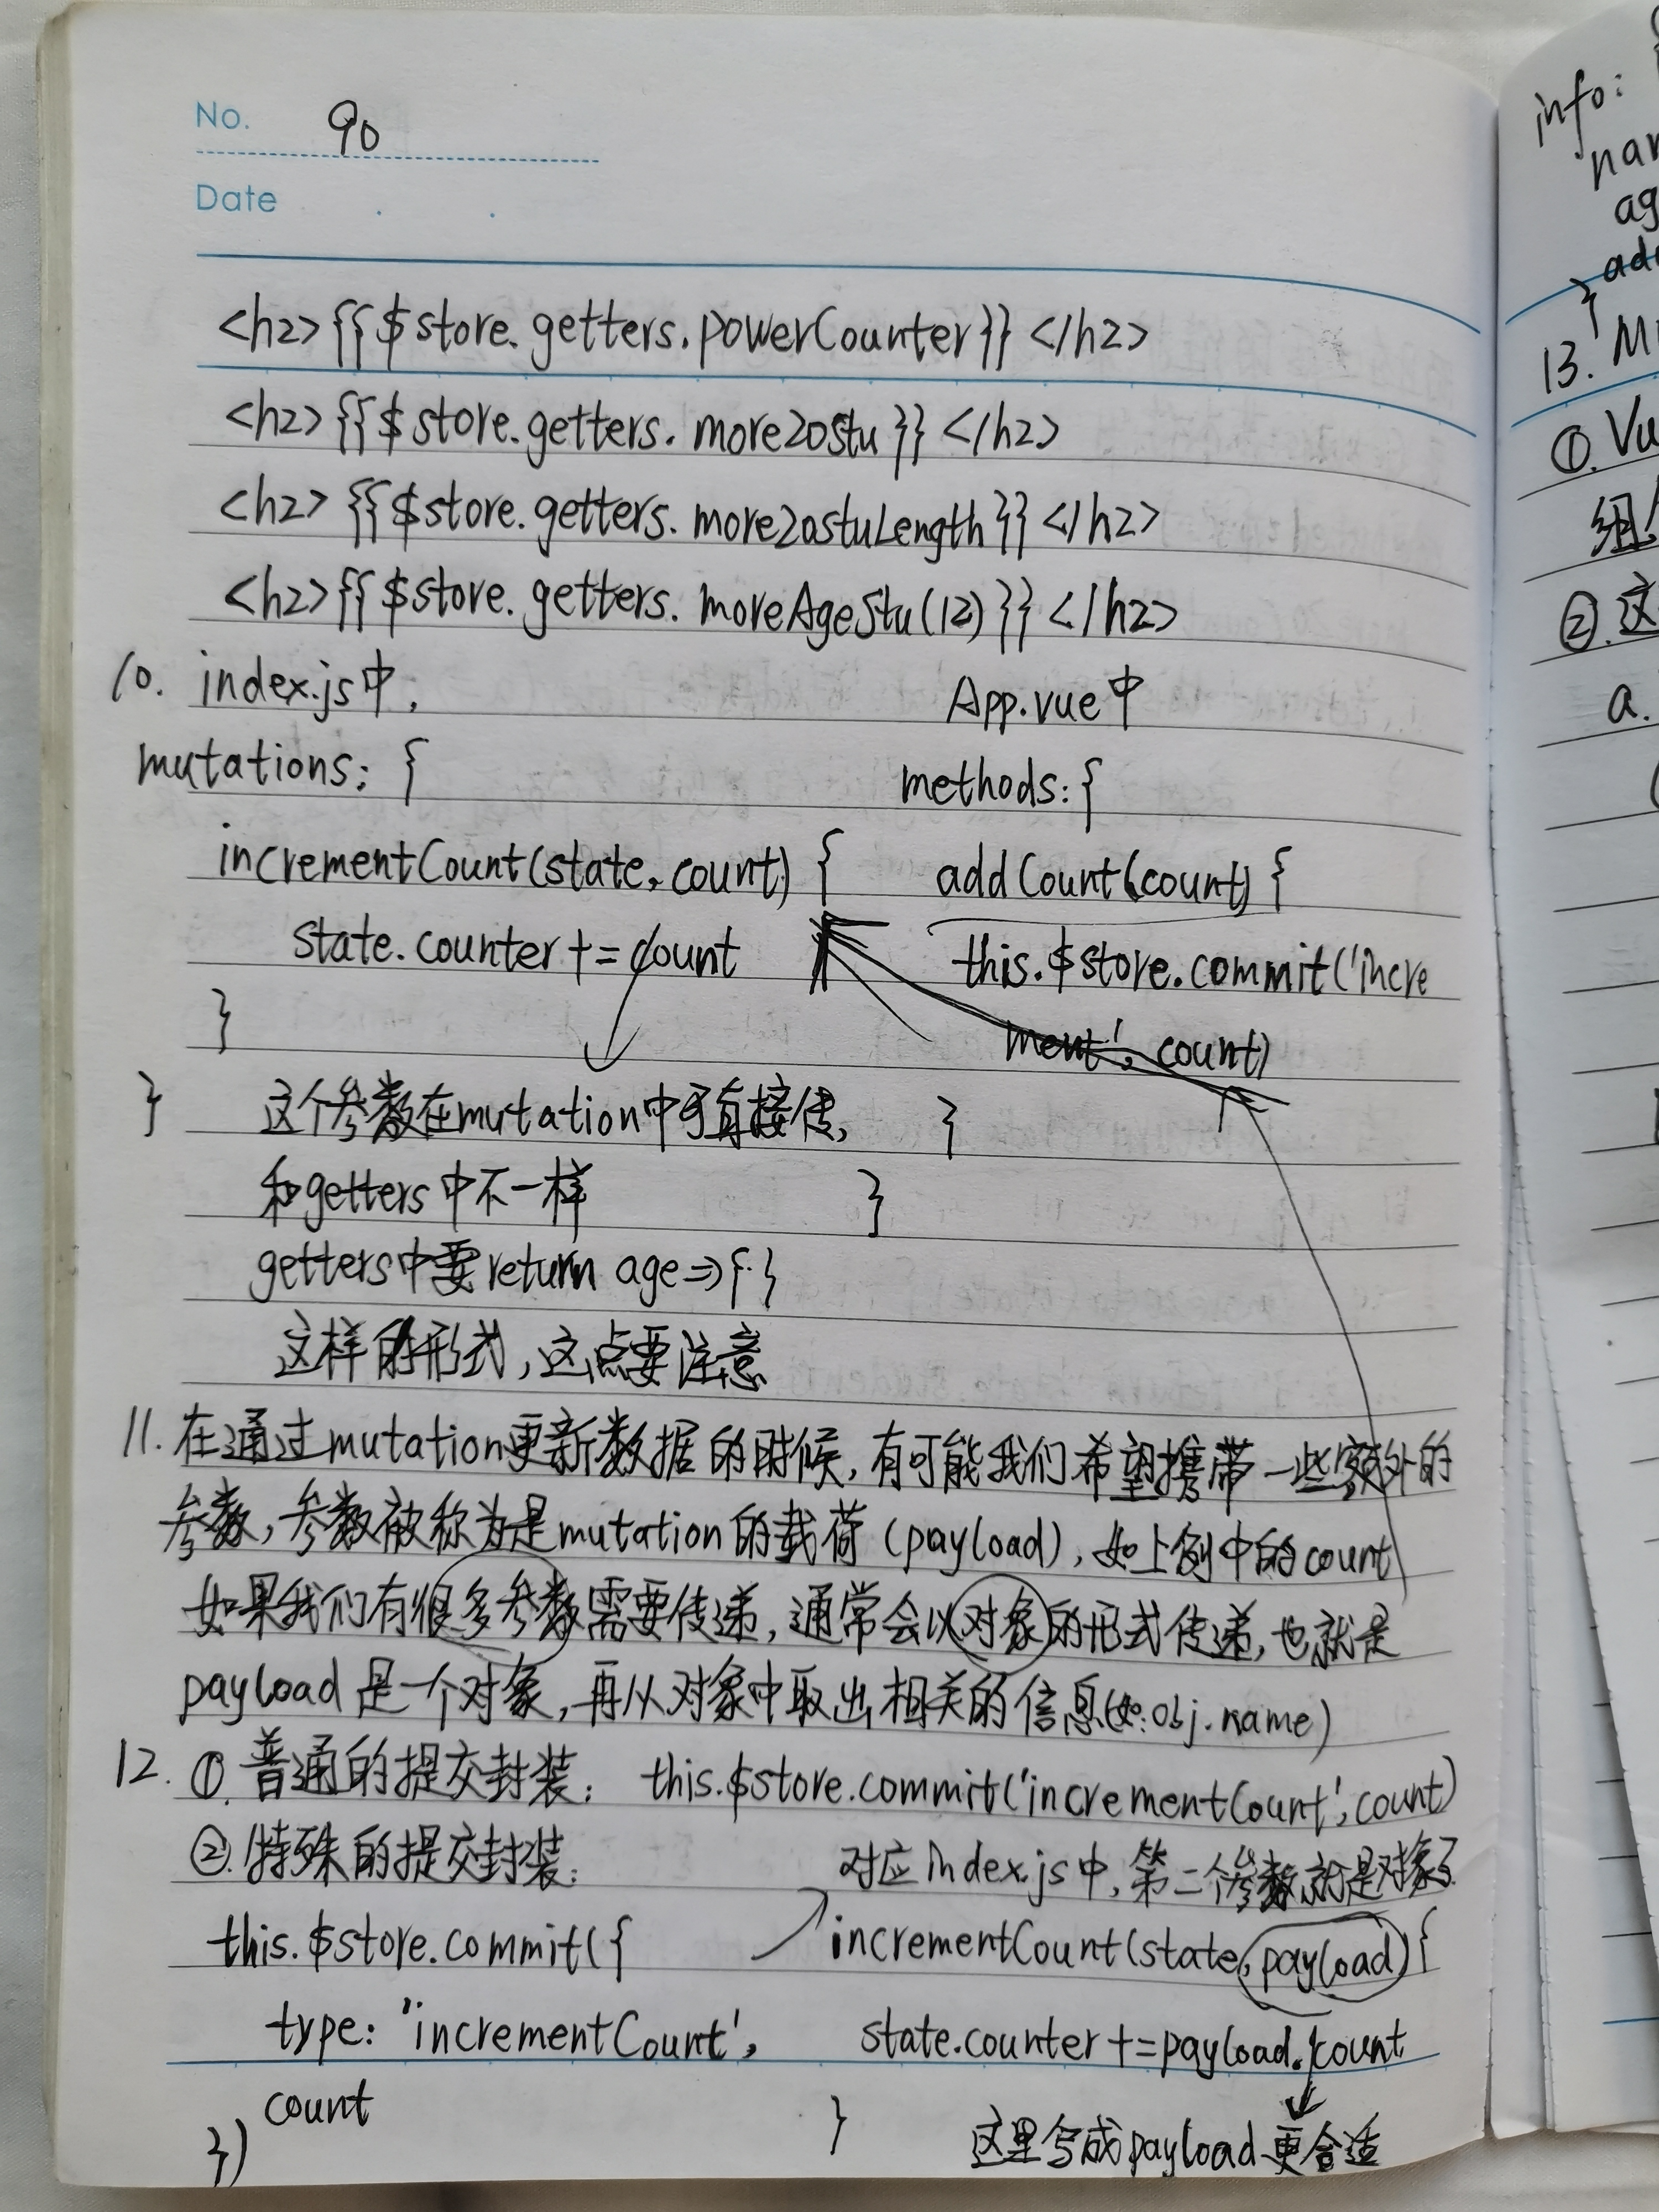 No. 90
Date
<h2>{{$store.getters.powerCounter}}</h2>
<h2>{{$store.getters.more20stu}}</h2>
<h2>{{$store.getters.more20stuLength}}</h2>
<h2>{{$store.getters.moreAgeStu(12)}}</h2>
10. index.js中,
mutations: {
incrementCount(state, count) {
state.counter += count
}
}
这个参数在mutation中可直接传,
和getters中不一样
getters中要return age=>{}
这样的形式,这点要注意
App.vue中
methods: {
addCount(count) {
this.$store.commit('incre
ment', count)
}
}
11. 在通过mutation更新数据的时候,有可能我们希望携带一些额外的
参数,参数被称为是mutation的载荷(payload),如上例中的count
如果我们有很多参数需要传递,通常会以对象的形式传递,也就是
payload是一个对象,再从对象中取出相关的信息(如:obj.name)
12. ①.普通的提交封装: this.$store.commit('incrementCount', count)
②.特殊的提交封装:
this.$store.commit({
type: 'incrementCount',
count
})
对应index.js中,第二个参数就是对象了.
incrementCount(state, payload) {
state.counter += payload.count
}
这里写成payload更合适
info:
13.
①. Vu
②.这
a.